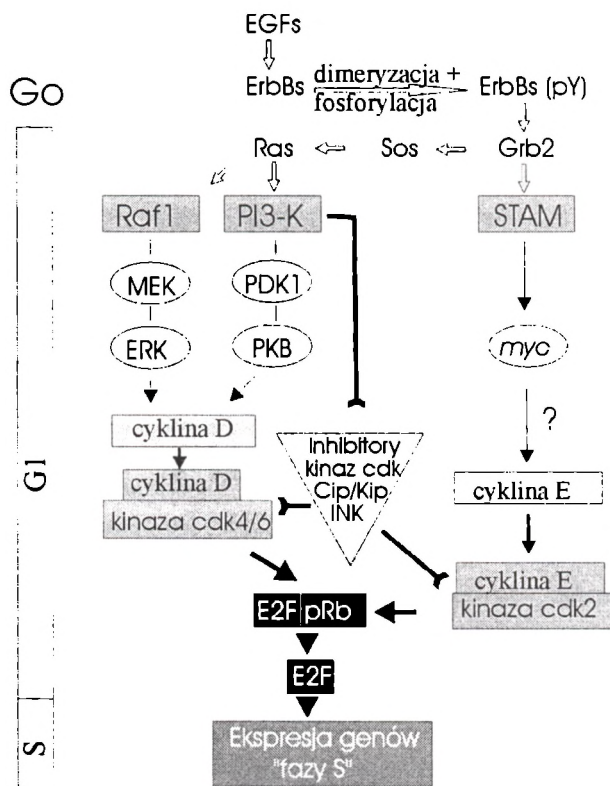 EGFs
Go
ErbBs
dimeryzacja +
fosforylacja
ErbBs (pY)
Ras
Sos
Grb2
Raf1
PI3-K
STAM
MEK
PDK1
ERK
PKB
myc
?
G1
cyklina D
cyklina D
kinaza cdk4/6
Inhibitory
kinaz cdk
Cip/Kip
INK
cyklina E
cyklina E
kinaza cdk2
E2F pRb
E2F
S
Ekspresja genów
"fazy S"